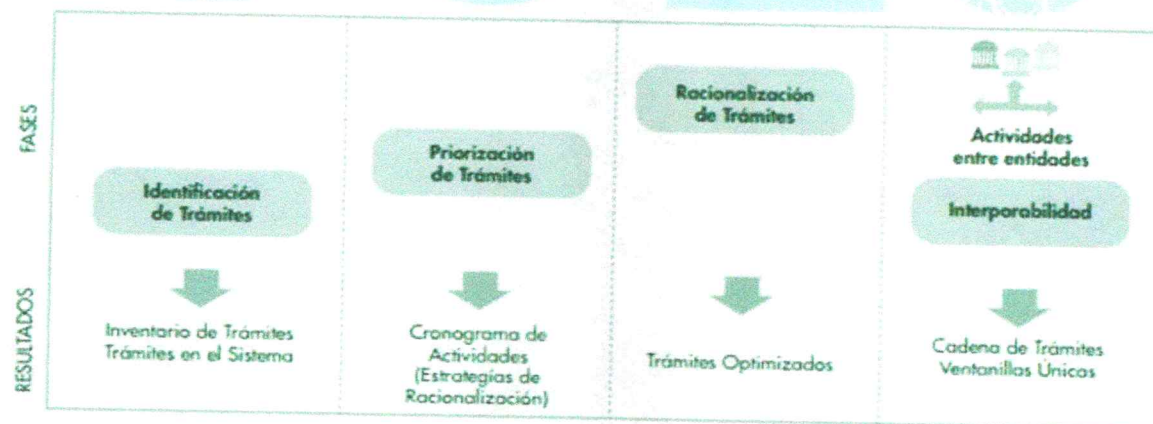 FASES
Identificación
de Trámites
Priorización
de Trámites
Racionalización
de Trámites
Actividades
entre entidades
Interporabilidad
RESULTADOS
Inventario de Trámites
Trámites en el Sistema
Cronograma de
Actividades
(Estrategías de
Racionalización)
Trámites Optimizados
Cadena de Trámites
Ventanillas Únicas